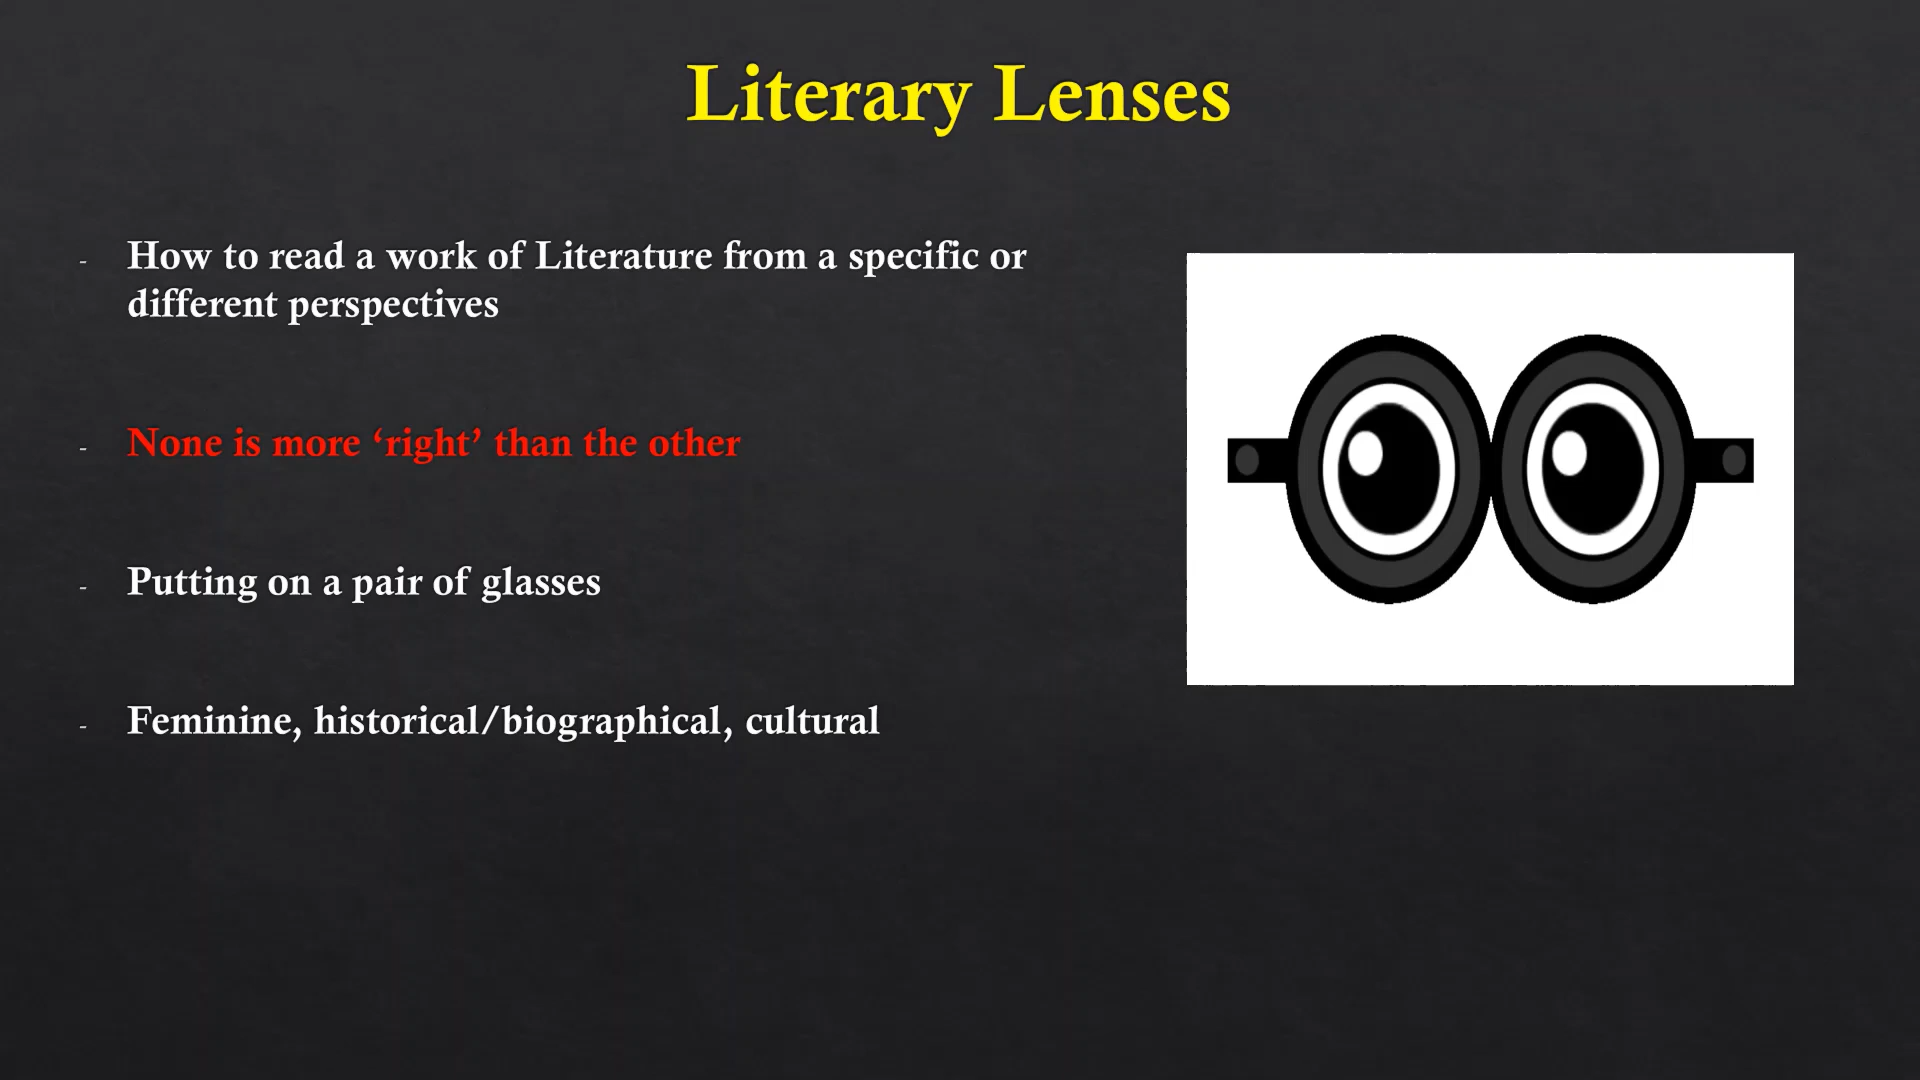 Literary Lenses
- How to read a work of Literature from a specific or
different perspectives
- None is more ‘right’ than the other
- Putting on a pair of glasses
- Feminine, historical/biographical, cultural